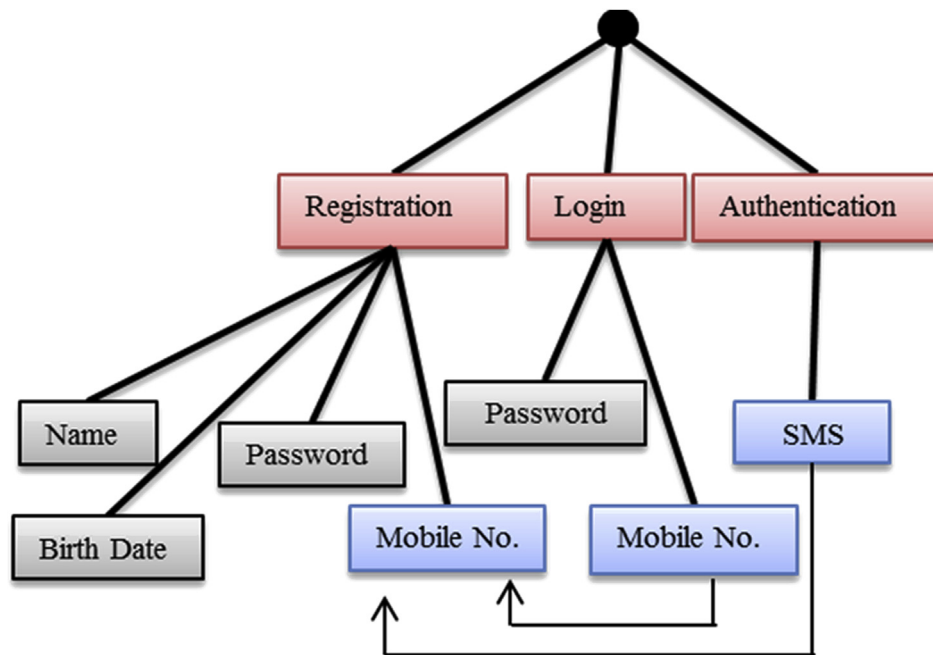 Registration
Login
Authentication
Name
Password
Password
SMS
Birth Date
Mobile No.
Mobile No.